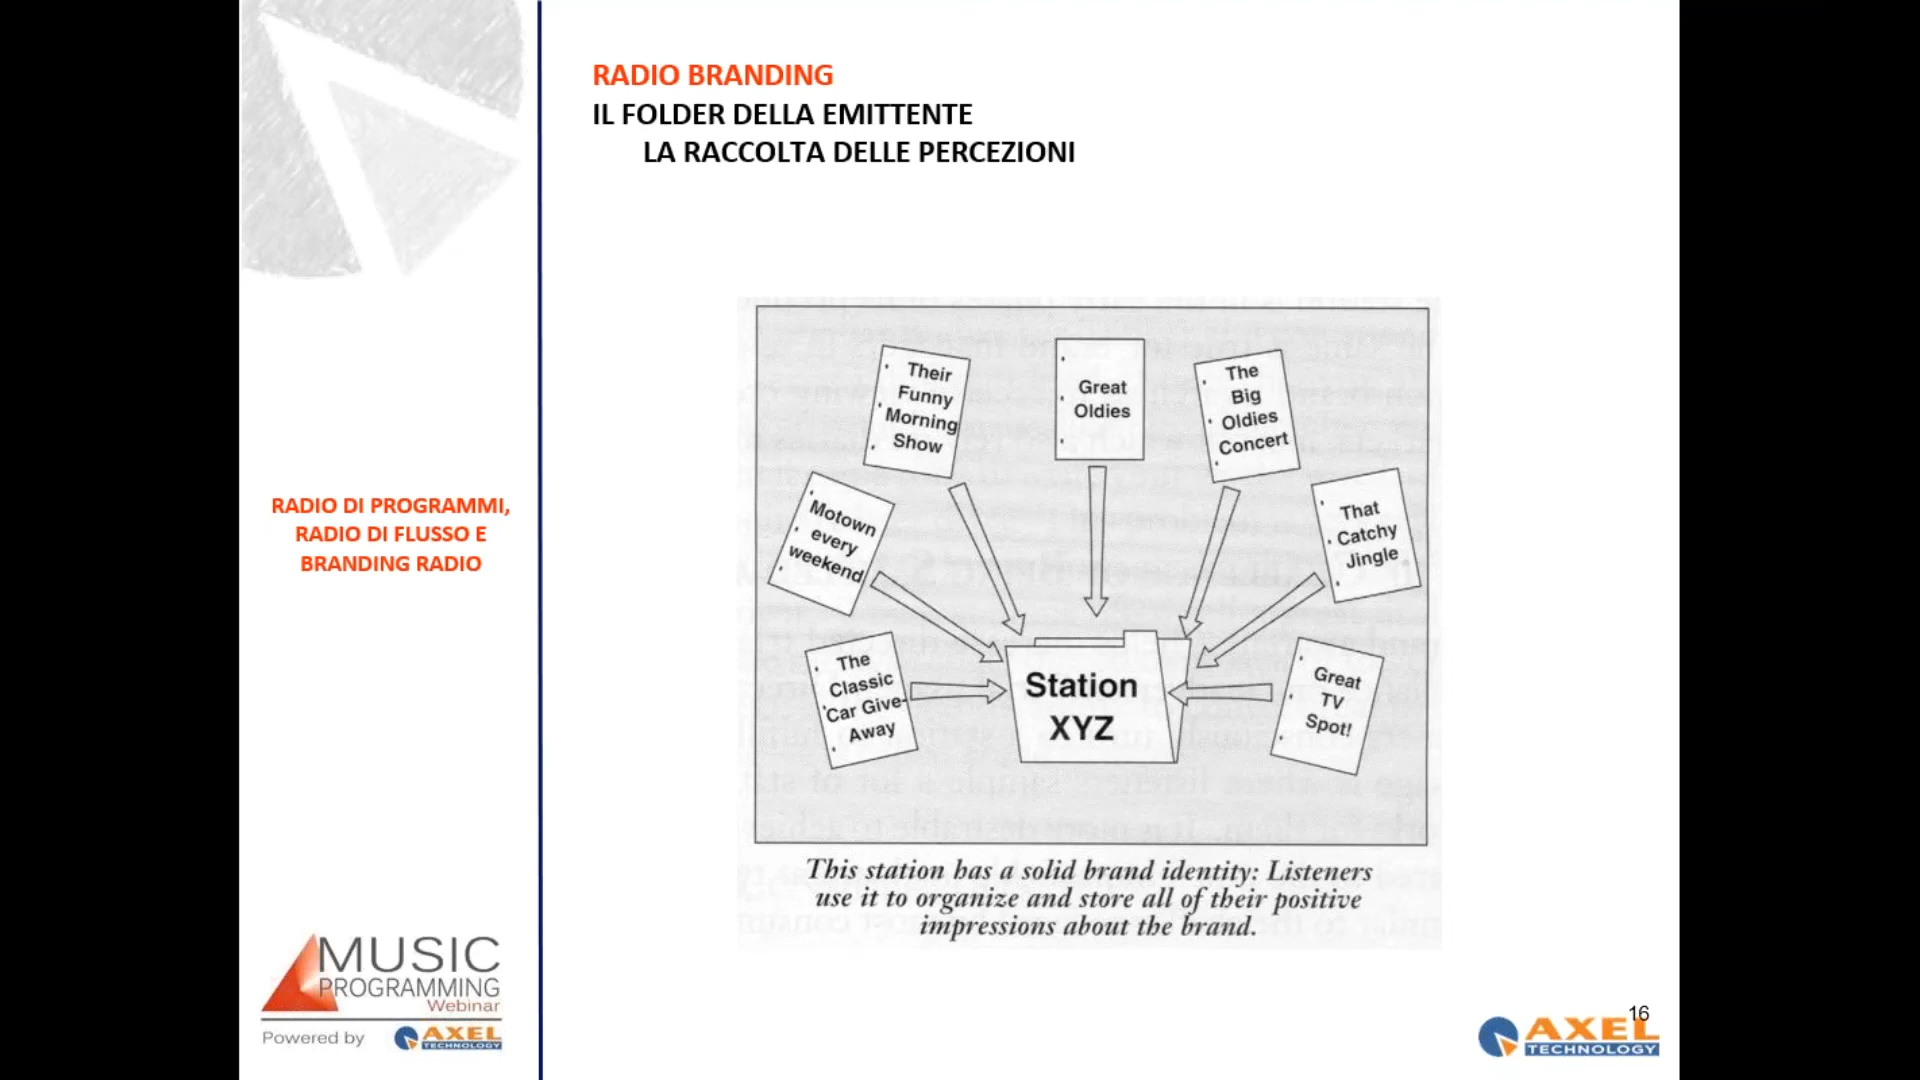 RADIO BRANDING
IL FOLDER DELLA EMITTENTE
LA RACCOLTA DELLE PERCEZIONI
RADIO DI PROGRAMMI,
RADIO DI FLUSSO E
BRANDING RADIO
Their
Funny
Morning
Show
Great
Oldies
The
Big
Oldies
Concert
Motown
every
weekend
That
Catchy
Jingle
The
Classic
Car Give-
Away
Station
XYZ
Great
TV
Spot!
This station has a solid brand identity: Listeners
use it to organize and store all of their positive
impressions about the brand.
MUSIC
PROGRAMMING
Webinar
Powered by
AXEL
TECHNOLOGY
16
AXEL
TECHNOLOGY